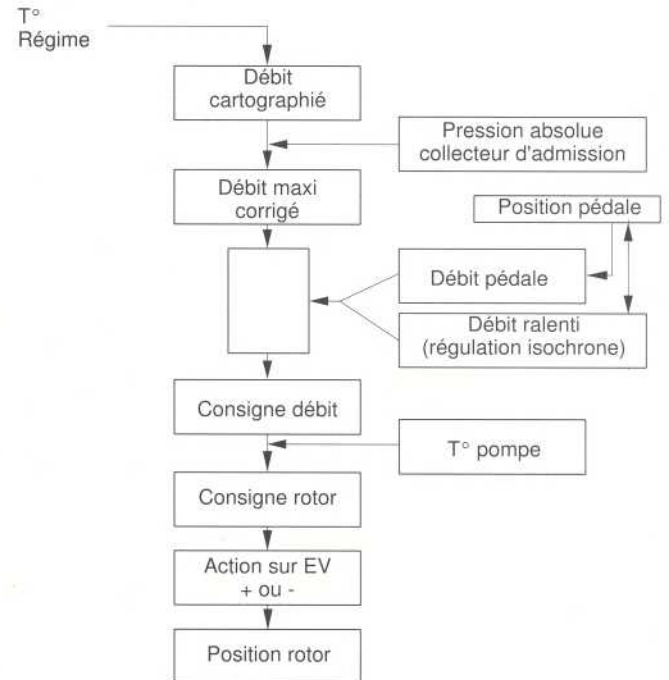 T°
Régime
Débit
cartographié
Pression absolue
collecteur d'admission
Débit maxi
corrigé
Position pédale
Débit pédale
Débit ralenti
(régulation isochrone)
Consigne débit
T° pompe
Consigne rotor
Action sur EV
+ ou -
Position rotor